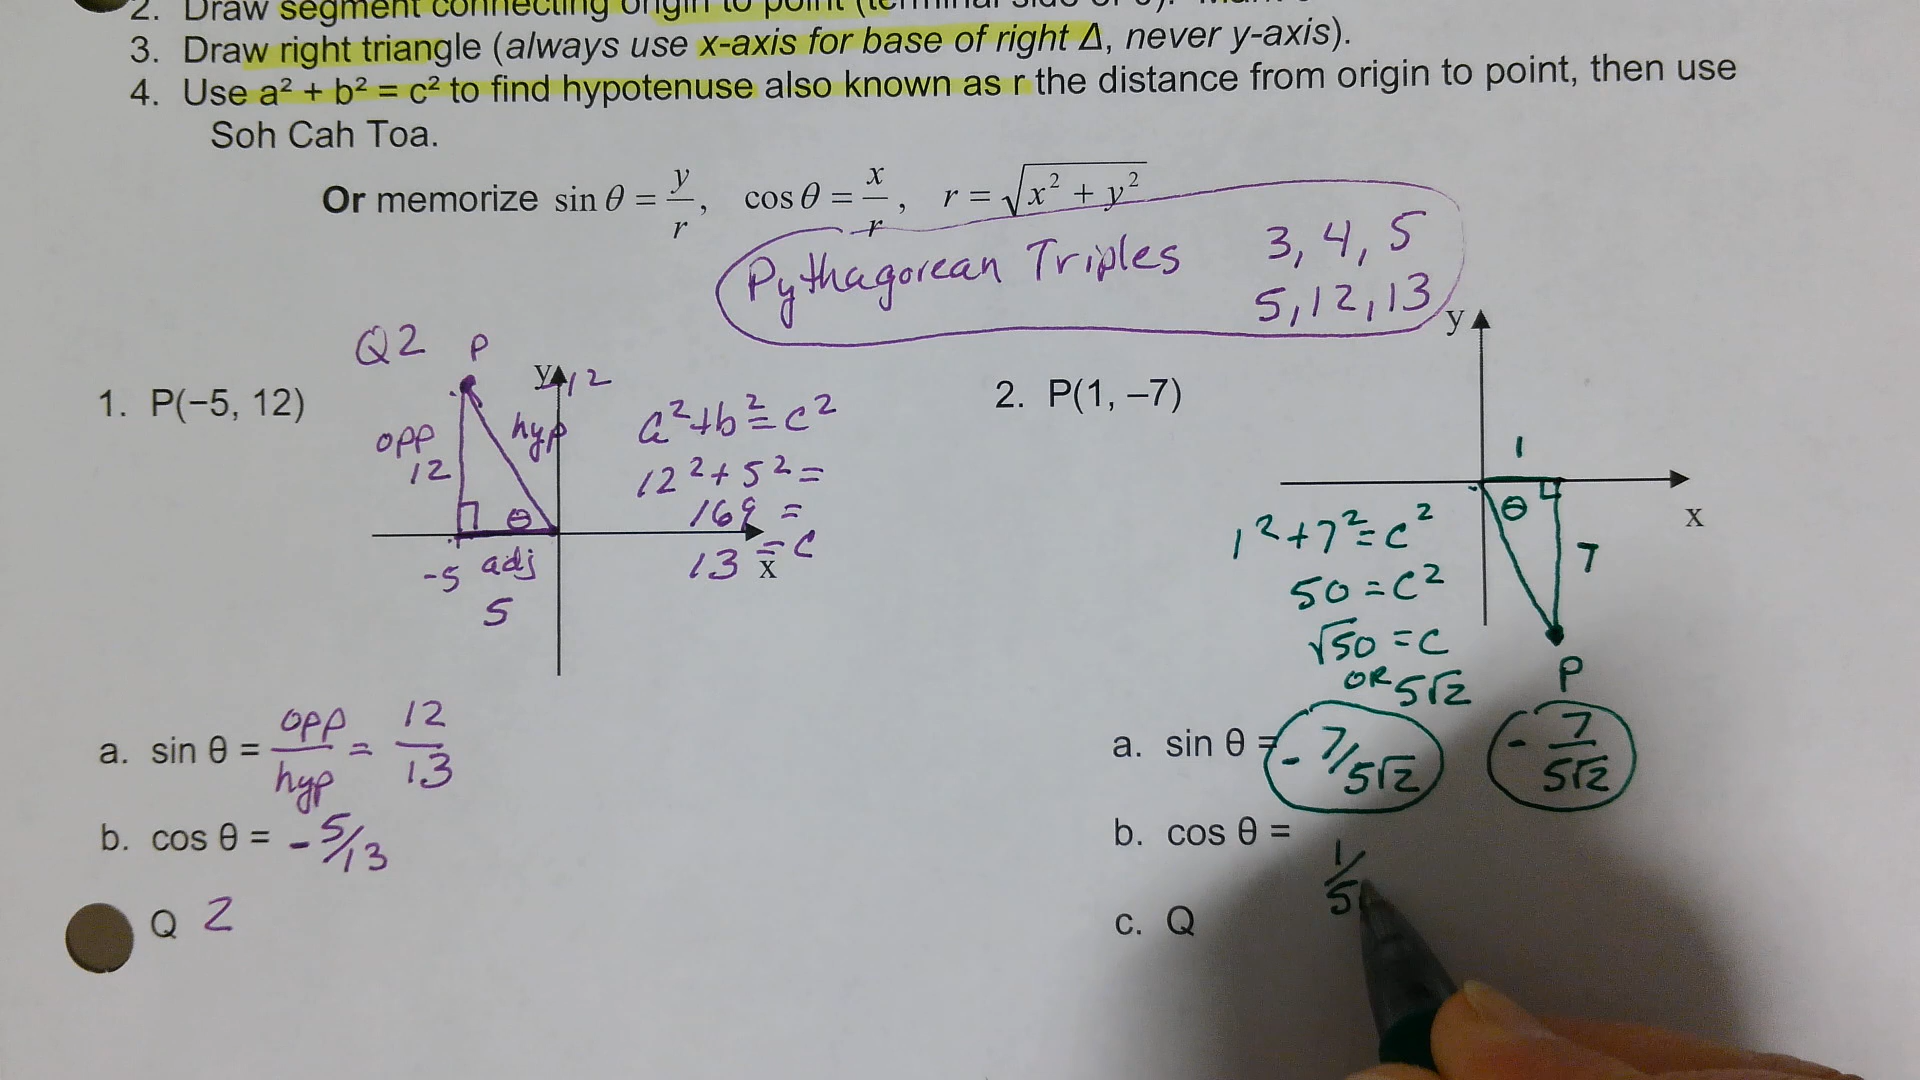 2. Draw segment connecting origin to point (terminal side of θ).
3. Draw right triangle (always use x-axis for base of right Δ, never y-axis).
4. Use a² + b² = c² to find hypotenuse also known as r the distance from origin to point, then use
Soh Cah Toa.
Or memorize sin θ = y/r, cos θ = x/r, r = √(x² + y²)
Pythagorean Triples 3, 4, 5
5, 12, 13
Q2 P
y 12
1. P(−5, 12)
opp
12
hyp
θ
-5 adj
5
x
a²+b²=c²
12²+5²=
169 =
13 = c
2. P(1, –7)
y
1
x
θ
7
P
1²+7²=c²
50=c²
√50=c
OR 5√2
a. sin θ = opp/hyp = 12/13
b. cos θ = -5/13
Q 2
a. sin θ = -7/5√2 -7/5√2
b. cos θ =
1/5
c. Q